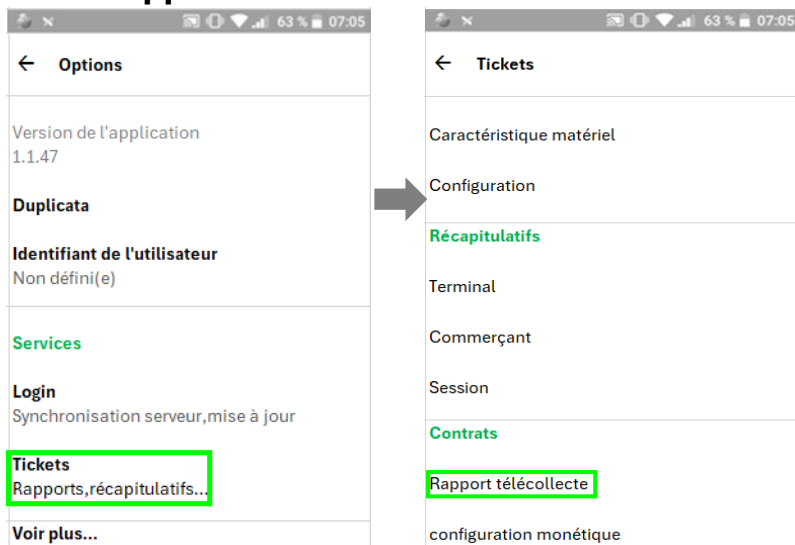 63 % 07:05
← Options
Version de l'application
1.1.47
Duplicata
Identifiant de l'utilisateur
Non défini(e)
Services
Login
Synchronisation serveur,mise à jour
Tickets
Rapports,récapitulatifs...
Voir plus...
63 % 07:05
← Tickets
Caractéristique matériel
Configuration
Récapitulatifs
Terminal
Commerçant
Session
Contrats
Rapport télécollecte
configuration monétique